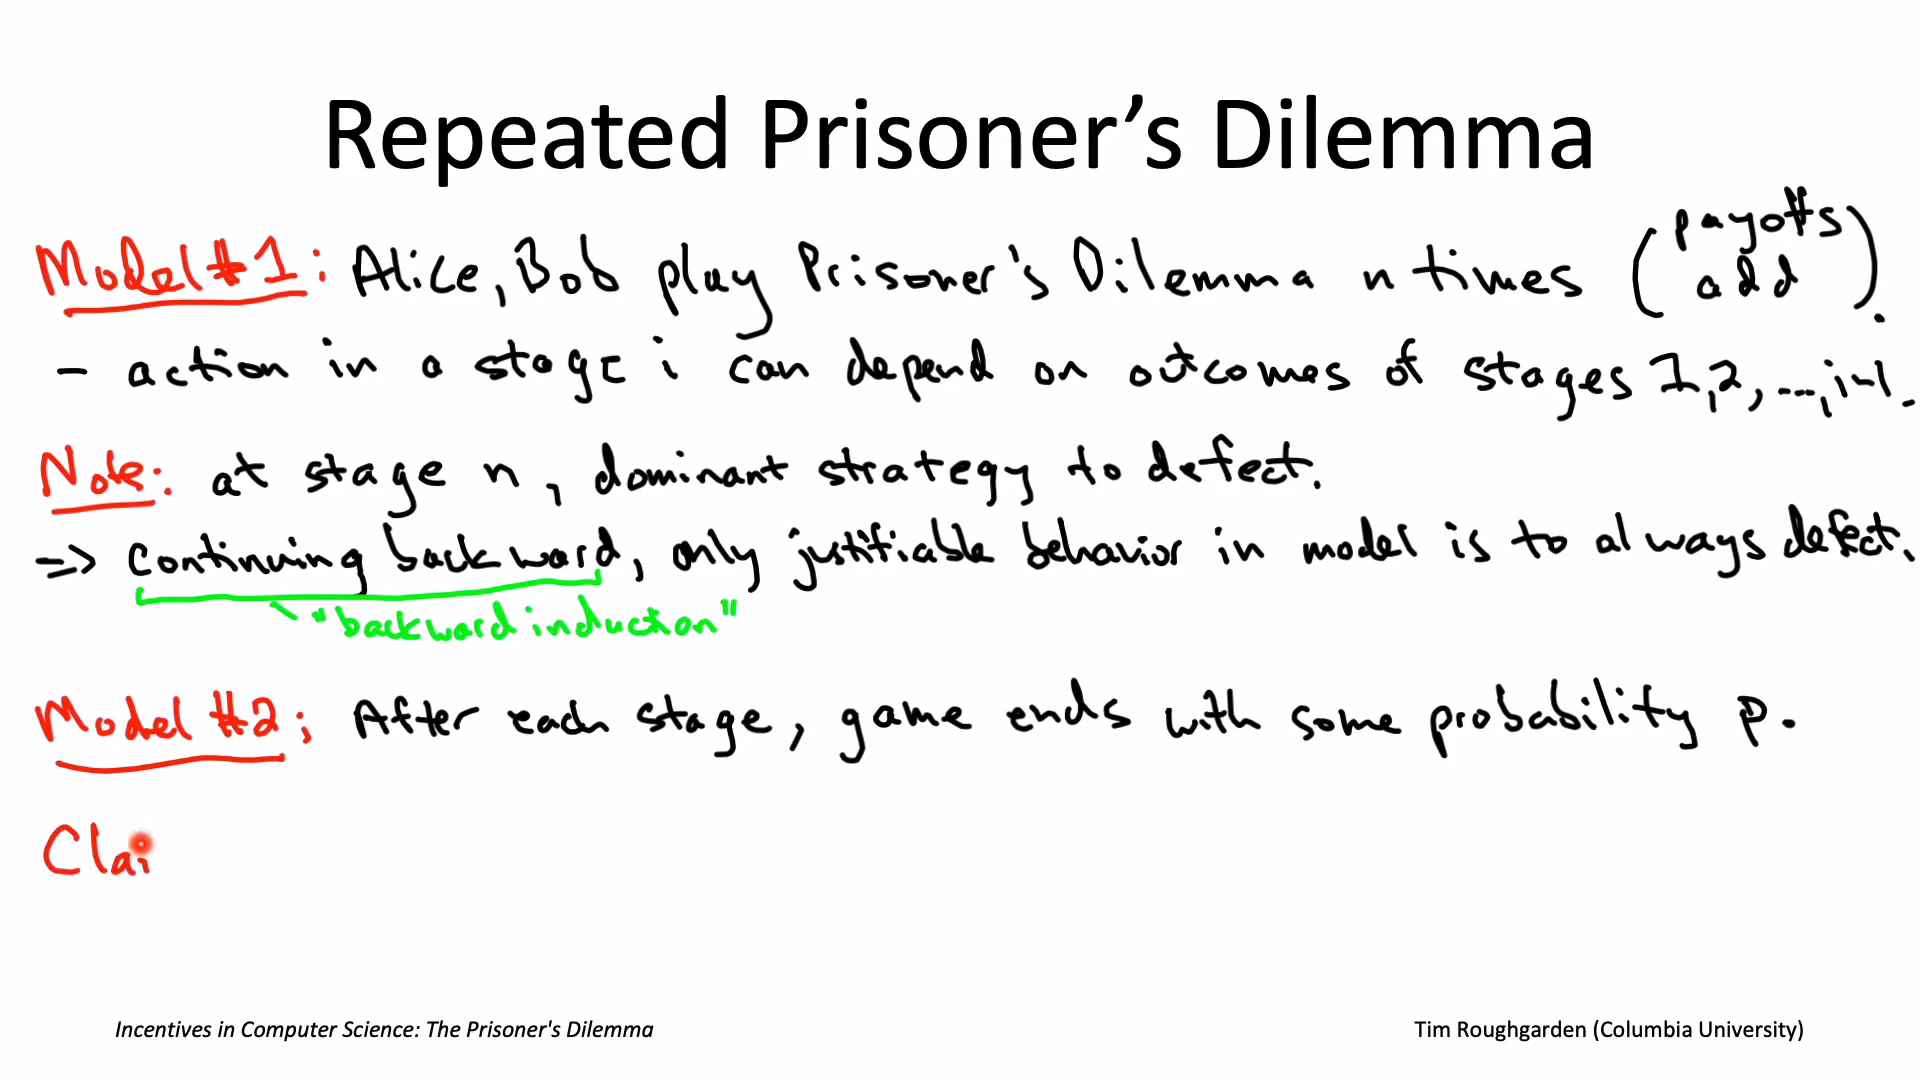 Repeated Prisoner's Dilemma
Model #1: Alice, Bob play Prisoner's Dilemma n times (payoffs add).
- action in a stage i can depend on outcomes of stages 1,2,...,i-1.
Note: at stage n, dominant strategy to defect.
=> continuing backward, only justifiable behavior in model is to always defect.
"backward induction"
Model #2: After each stage, game ends with some probability p.
Clai
Incentives in Computer Science: The Prisoner's Dilemma
Tim Roughgarden (Columbia University)